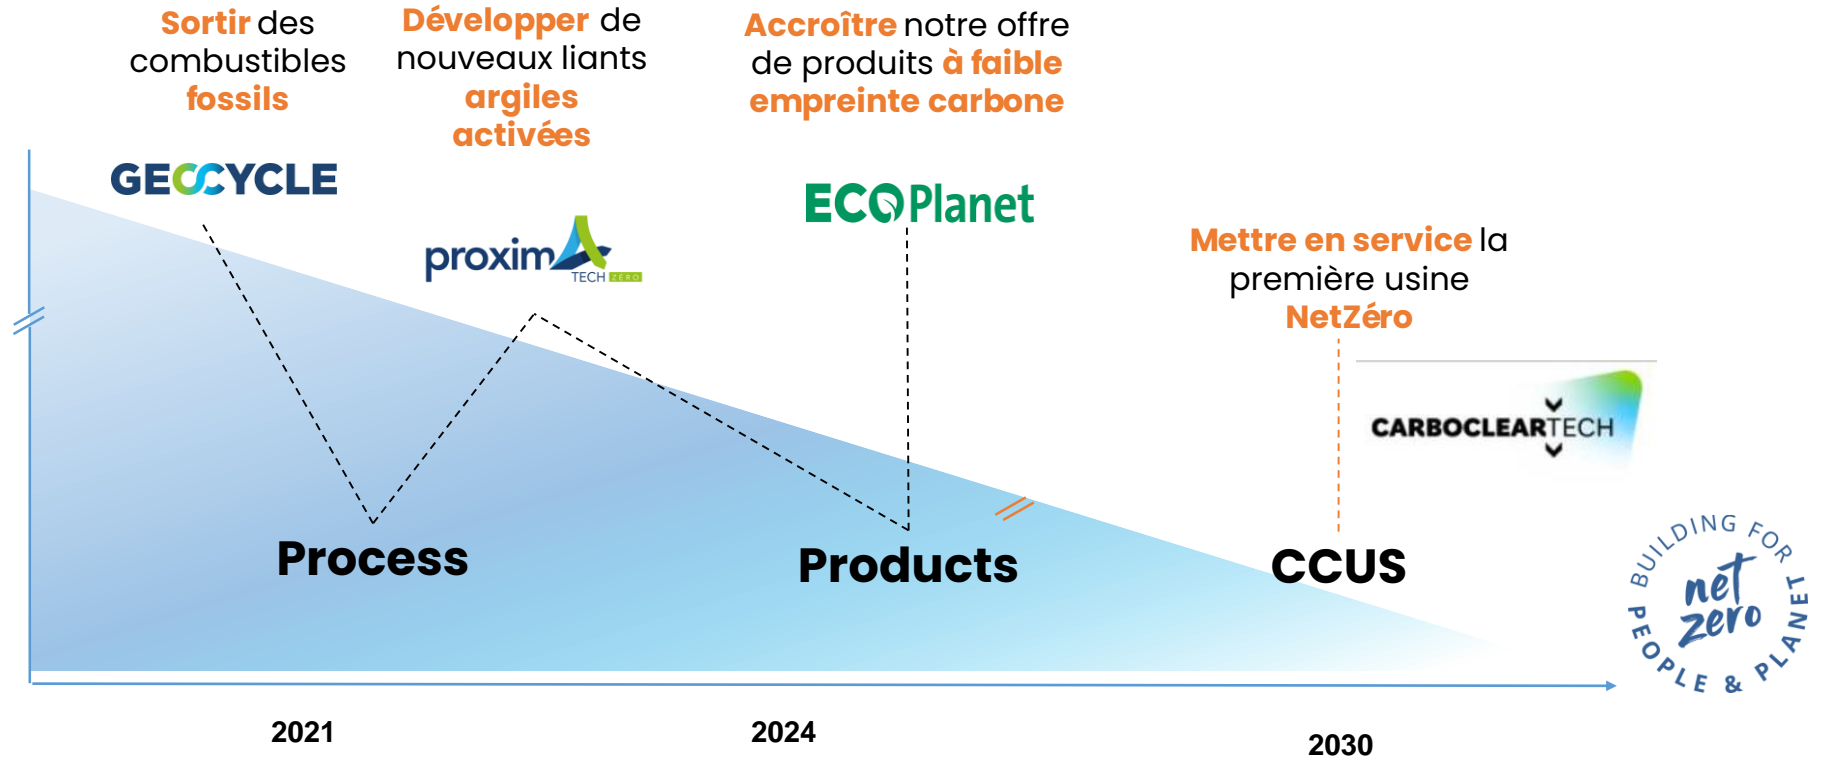 Sortir des
combustibles
fossils
GEOCYCLE
Développer de
nouveaux liants
argiles
activées
proximA
TECH ZÉRO
Accroître notre offre
de produits à faible
empreinte carbone
ECOPlanet
Mettre en service la
première usine
NetZéro
CARBOCLEARTECH
Process
Products
CCUS
BUILDING FOR
net
zero
PEOPLE & PLANET
2021
2024
2030